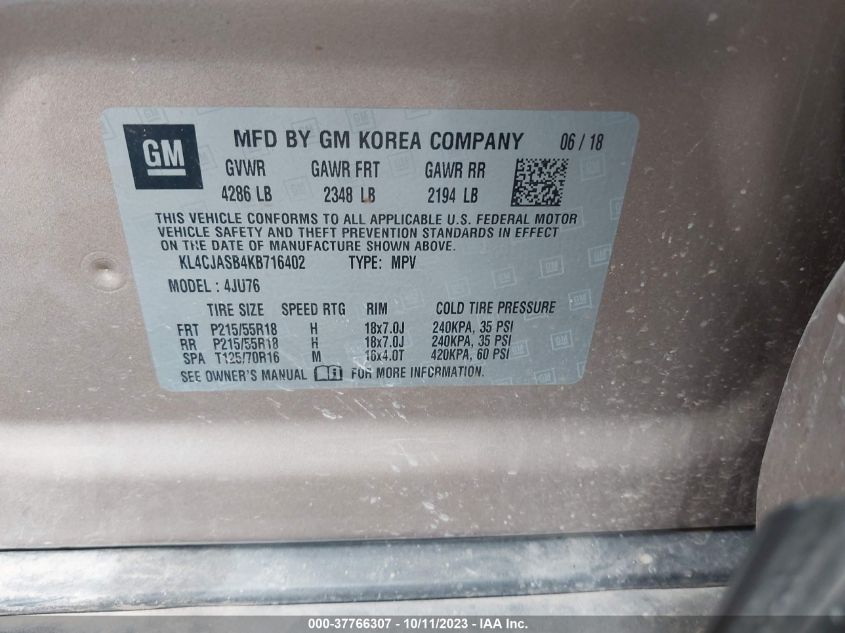 GM MFD BY GM KOREA COMPANY 06 / 18
GVWR GAWR FRT GAWR RR
4286 LB 2348 LB 2194 LB
THIS VEHICLE CONFORMS TO ALL APPLICABLE U.S. FEDERAL MOTOR
VEHICLE SAFETY AND THEFT PREVENTION STANDARDS IN EFFECT
ON THE DATE OF MANUFACTURE SHOWN ABOVE.
KL4CJASB4KB716402 TYPE: MPV
MODEL : 4JU76
TIRE SIZE SPEED RTG RIM COLD TIRE PRESSURE
FRT P215/55R18 H 18x7.0J 240KPA, 35 PSI
RR P215/55R18 H 18x7.0J 240KPA, 35 PSI
SPA T125/70R16 M 16x4.0T 420KPA, 60 PSI
SEE OWNER'S MANUAL FOR MORE INFORMATION.
000-37766307 - 10/11/2023 - IAA Inc.